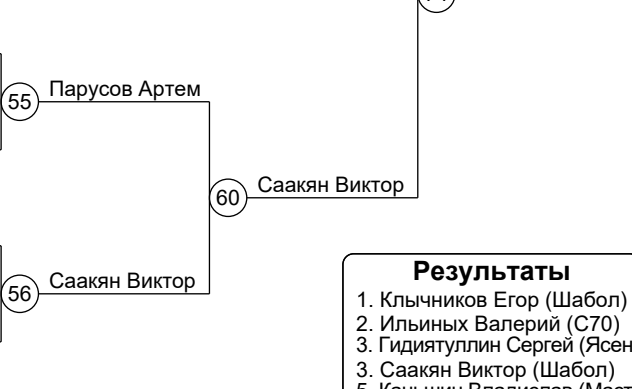 Парусов Артем
55
Саакян Виктор
60
Саакян Виктор
56
Результаты
1. Клычников Егор (Шабол)
2. Ильиных Валерий (С70)
3. Гидиятуллин Сергей (Ясен
3. Саакян Виктор (Шабол)